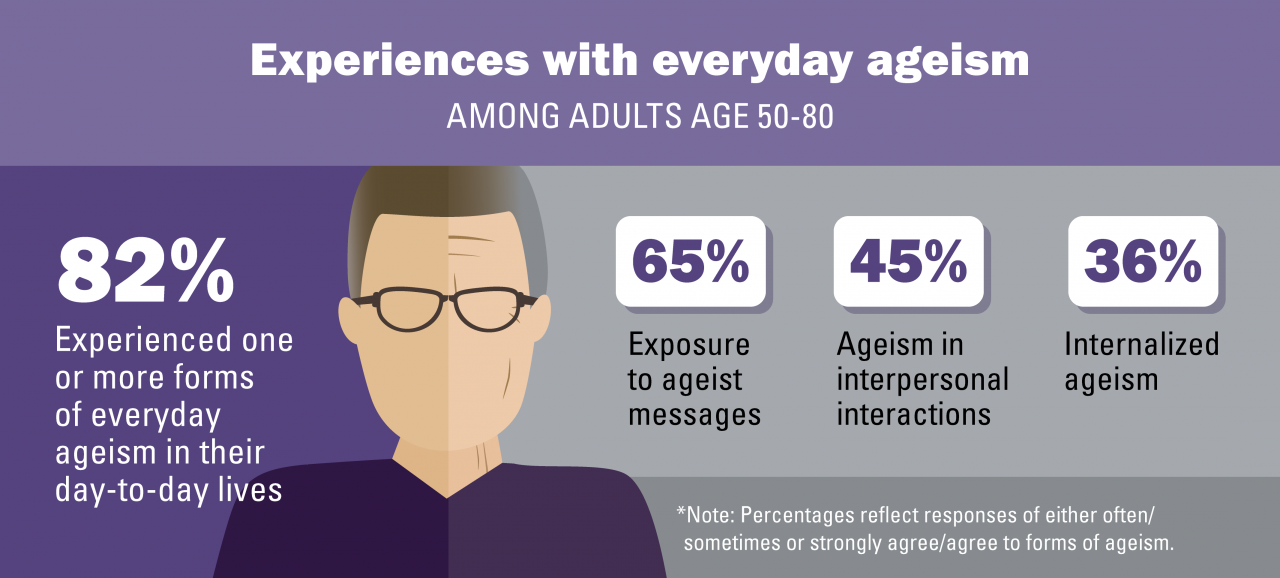 Experiences with everyday ageism
AMONG ADULTS AGE 50-80
82%
Experienced one
or more forms
of everyday
ageism in their
day-to-day lives
65%
Exposure
to ageist
messages
45%
Ageism in
interpersonal
interactions
36%
Internalized
ageism
*Note: Percentages reflect responses of either often/
sometimes or strongly agree/agree to forms of ageism.